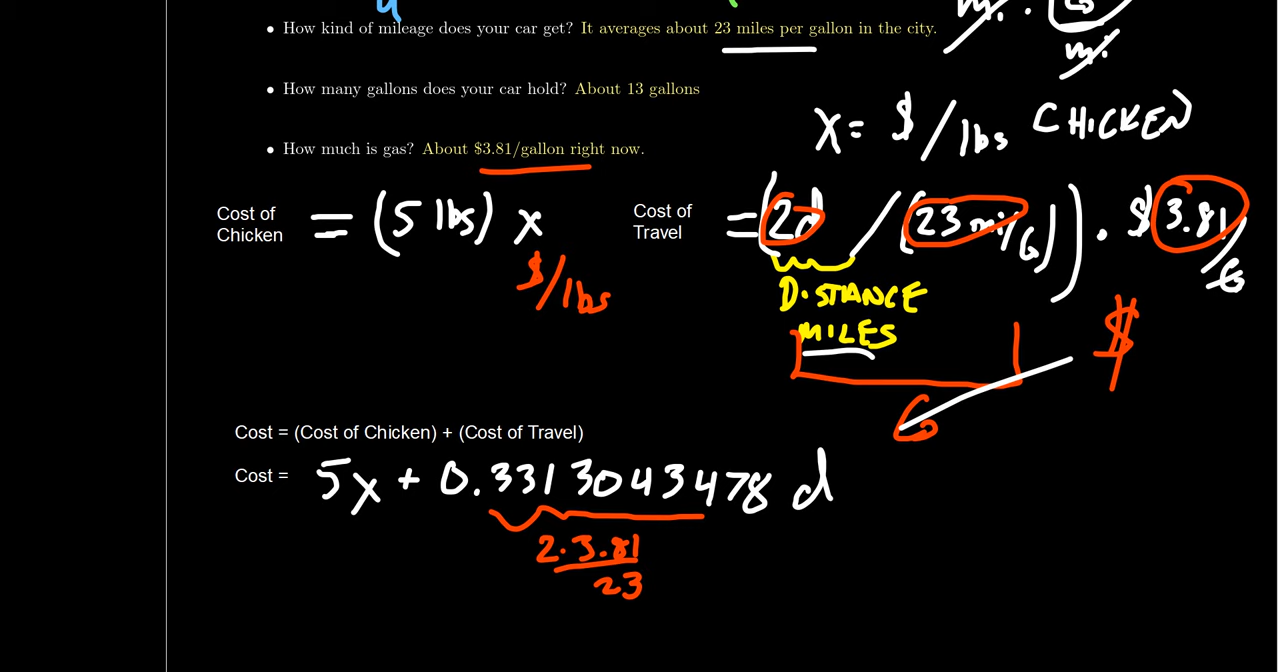 mi.
mi.
• How kind of mileage does your car get? It averages about 23 miles per gallon in the city.
• How many gallons does your car hold? About 13 gallons
x = $/lbs CHICKEN
• How much is gas? About $3.81/gallon right now.
Cost of
Chicken
= (5 lbs) x
$/lbs
Cost of
Travel
= (2d / (23 mi/G)) · $3.81/G
DISTANCE
MILES
G
$
Cost = (Cost of Chicken) + (Cost of Travel)
Cost = 5x + 0.3313043478 d
2·3.81
23